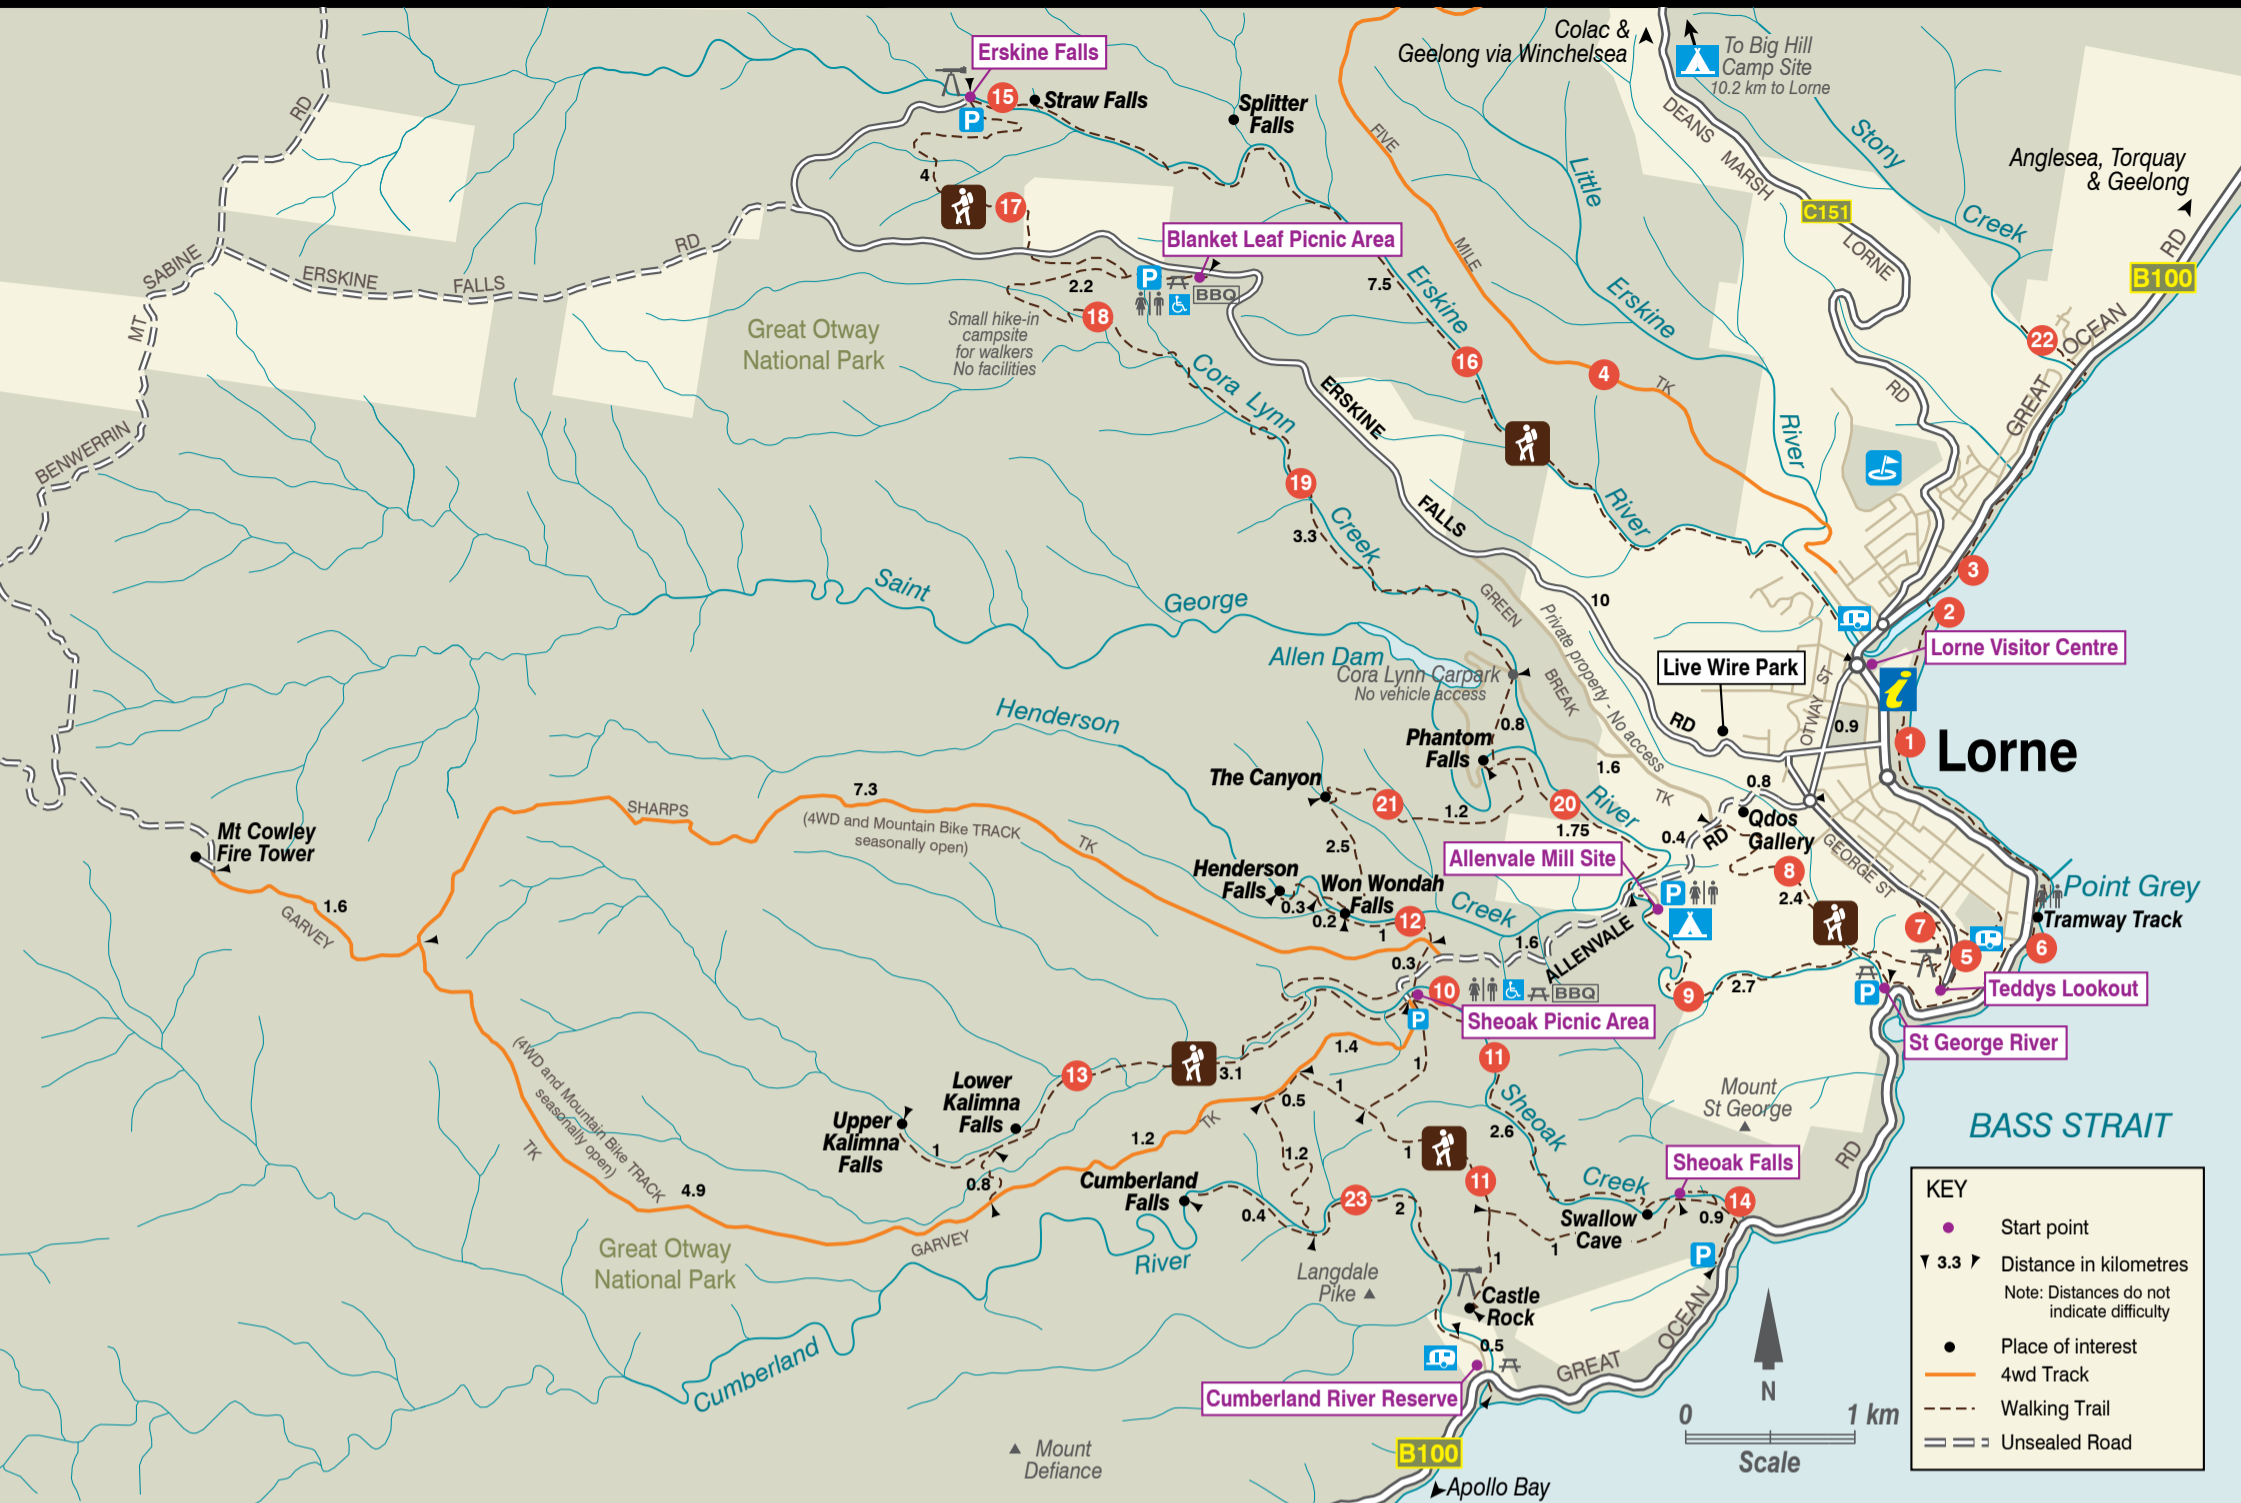 Colac &
Geelong via Winchelsea
To Big Hill
Camp Site
10.2 km to Lorne
Erskine Falls
15
Straw Falls
P
Splitter
Falls
RD
FIVE
DEANS MARSH
Stony
Creek
Anglesea, Torquay
& Geelong
4
17
Little
C151
LORNE
RD
B100
Blanket Leaf Picnic Area
MILE
SABINE
ERSKINE FALLS RD
P
BBQ
2.2
18
7.5
Erskine
Erskine
MT
Great Otway
National Park
Small hike-in
campsite
for walkers
No facilities
22
OCEAN
GREAT
Cora Lynn
16
4
TK
RD
ERSKINE
River
BENWERRIN
19
Creek
3.3
FALLS
River
Saint
George
GREEN
10
3
2
Private property - No access
Allen Dam
Cora Lynn Carpark
No vehicle access
BREAK
Live Wire Park
Lorne Visitor Centre
i
OTWAY ST
0.9
RD
Henderson
0.8
Phantom
Falls
1
Lorne
The Canyon
1.6
TK
0.8
21
1.2
20
River
7.3
SHARPS
(4WD and Mountain Bike TRACK
seasonally open)
TK
1.75
0.4
RD
Qdos
Gallery
Mt Cowley
Fire Tower
2.5
Allenvale Mill Site
GEORGE ST
8
Henderson
Falls
Won Wondah
Falls
P
2.4
Point Grey
Tramway Track
1.6
GARVEY
0.3
0.2
12
1
Creek
1.6
ALLENVALE
7
5
6
0.3
10
BBQ
9
2.7
P
Teddys Lookout
P
Sheoak Picnic Area
St George River
1.4
11
(4WD and Mountain Bike TRACK
seasonally open)
TK
13
3.1
1
1
0.5
Lower
Kalimna
Falls
Upper
Kalimna
Falls
Sheoak
Mount
St George
BASS STRAIT
TK
1.2
1
2.6
1.2
1
RD
Sheoak Falls
0.8
4.9
Cumberland
Falls
11
Creek
14
23
2
0.4
Swallow
Cave
0.9
GARVEY
1
Great Otway
National Park
River
1
P
Langdale
Pike
Castle
Rock
OCEAN
0.5
GREAT
Cumberland
Cumberland River Reserve
B100
Mount
Defiance
Apollo Bay
N
0
1 km
Scale
KEY
Start point
3.3
Distance in kilometres
Note: Distances do not
indicate difficulty
Place of interest
4wd Track
Walking Trail
Unsealed Road